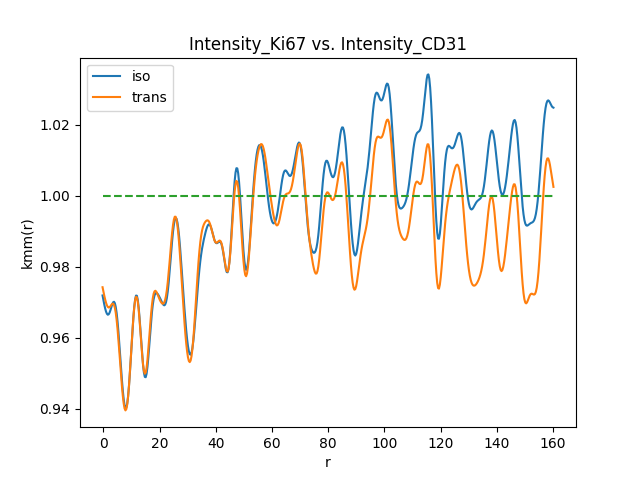 Intensity_Ki67 vs. Intensity_CD31
iso
trans
kmm(r)
1.02
1.00
0.98
0.96
0.94
0 20 40 60 80 100 120 140 160
r